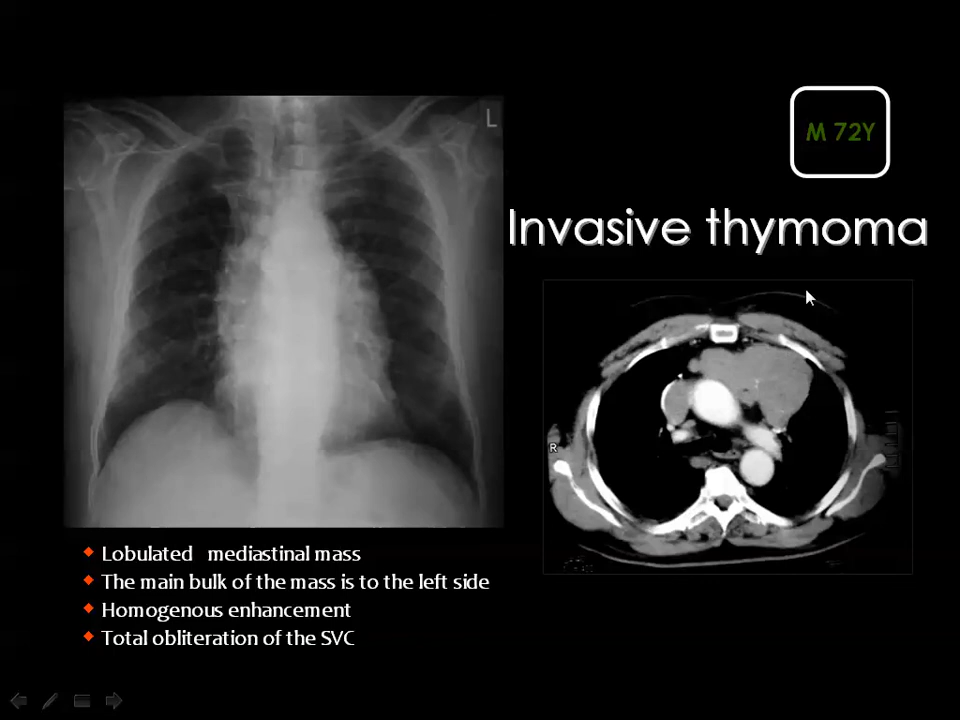 L
M 72Y
Invasive thymoma
R
Lobulated mediastinal mass
The main bulk of the mass is to the left side
Homogenous enhancement
Total obliteration of the SVC